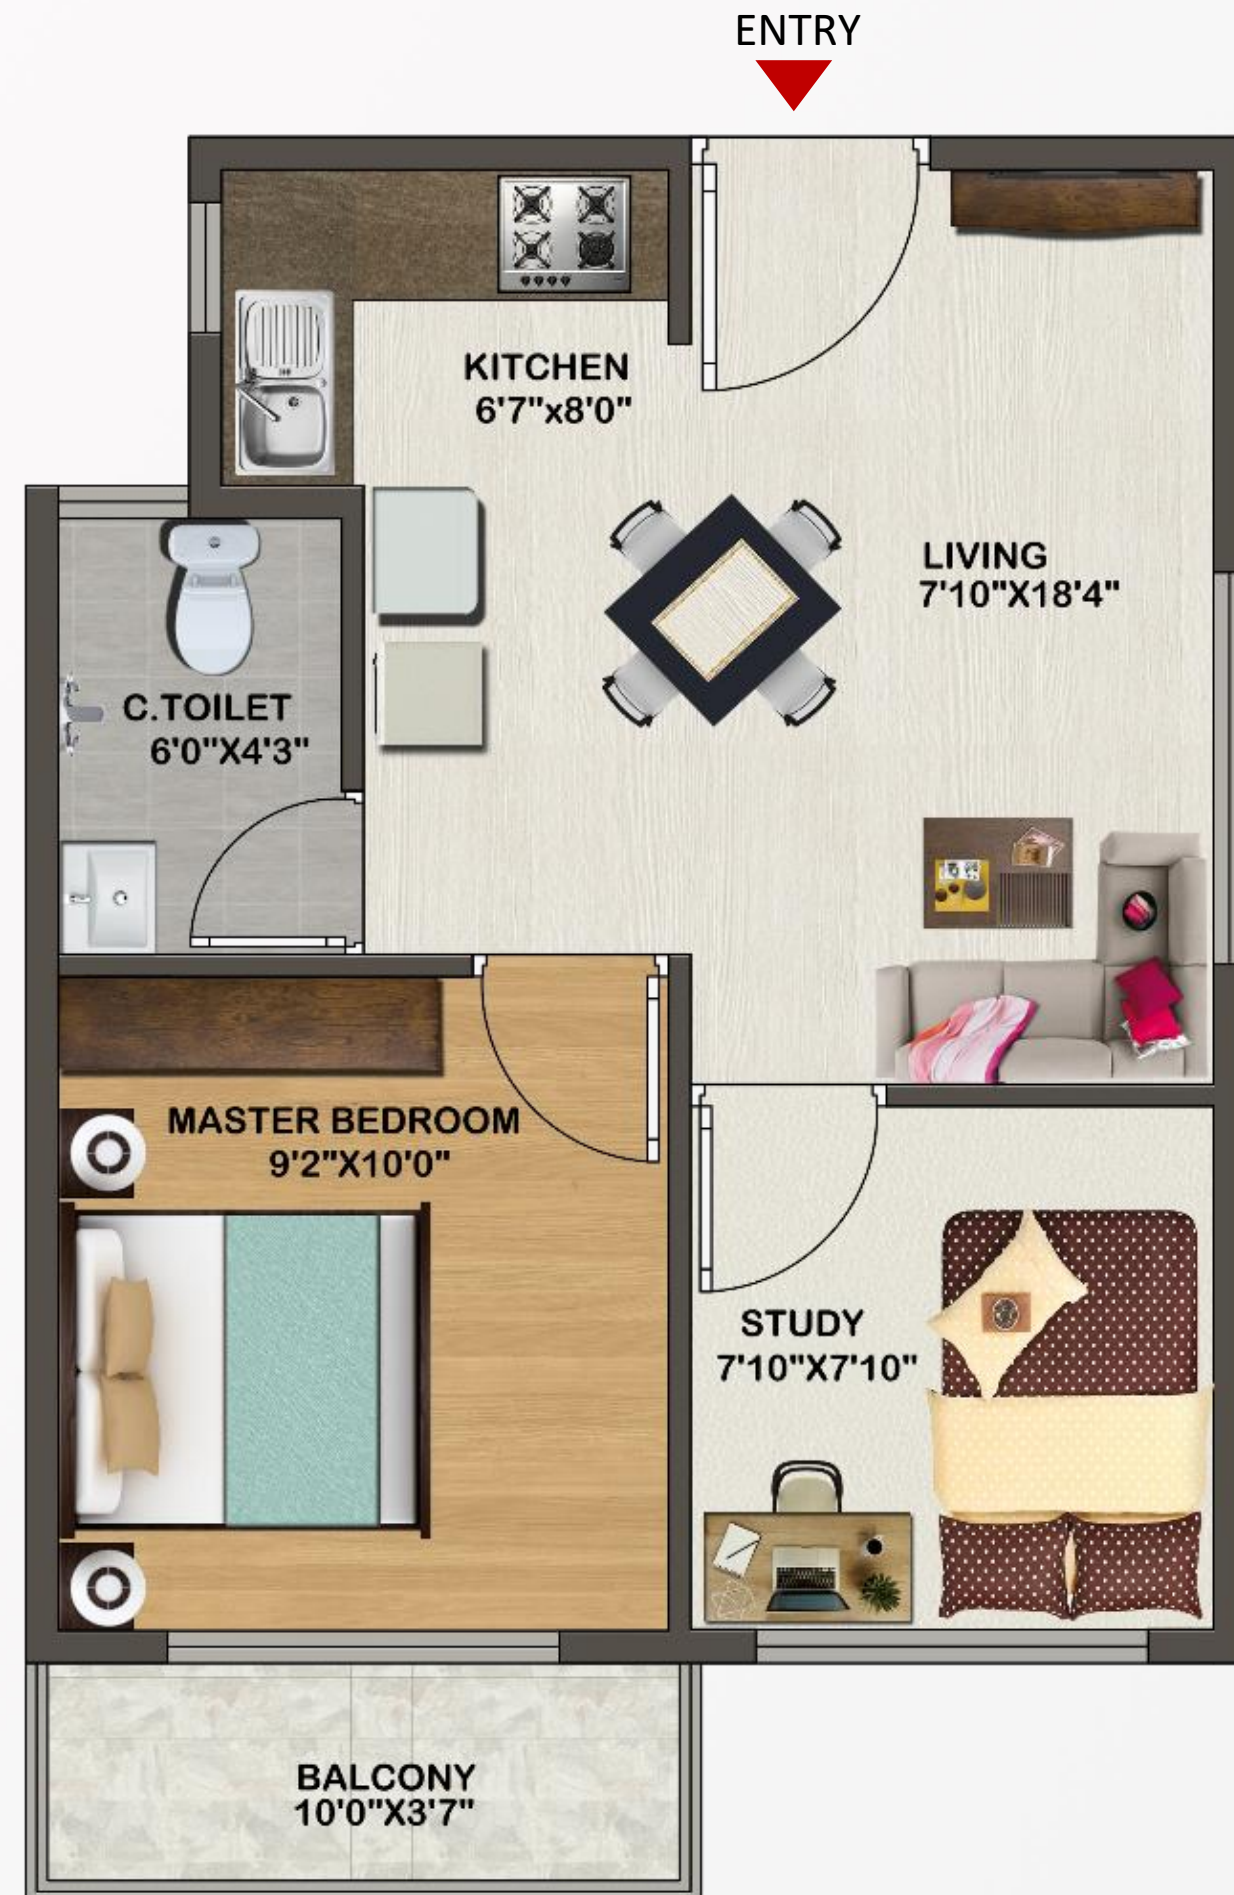 ENTRY
KITCHEN
6'7"x8'0"
LIVING
7'10"X18'4"
C.TOILET
6'0"X4'3"
MASTER BEDROOM
9'2"X10'0"
STUDY
7'10"X7'10"
BALCONY
10'0"X3'7"